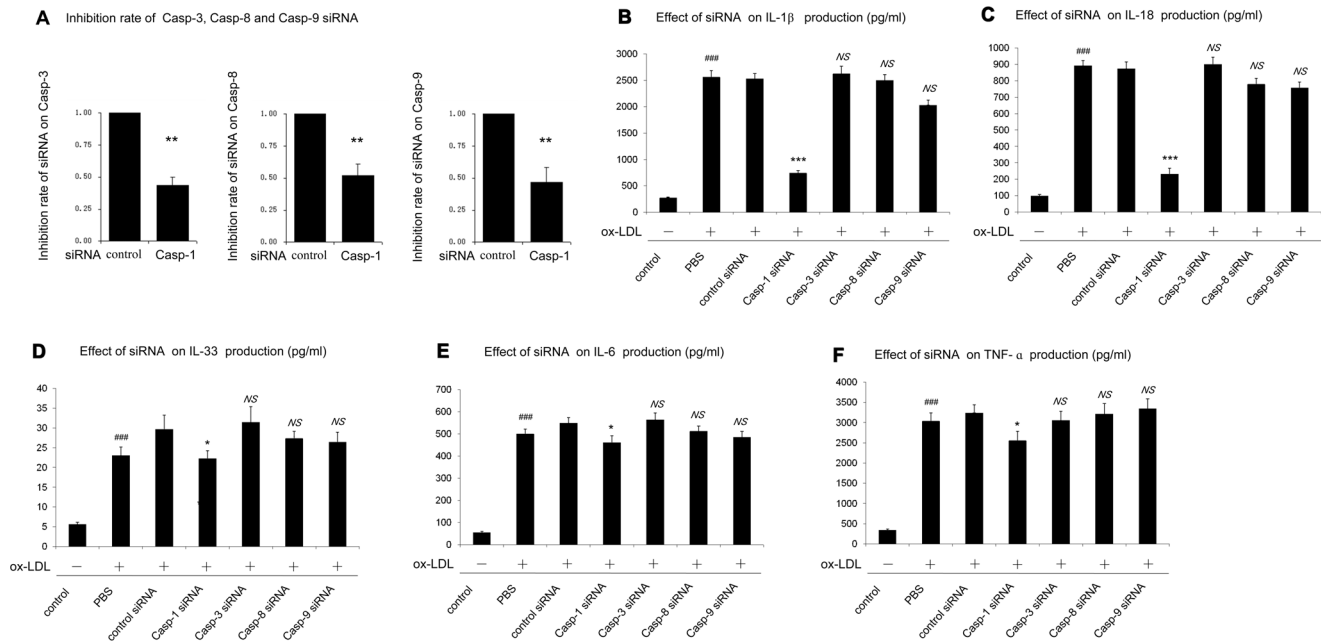 A Inhibition rate of Casp-3, Casp-8 and Casp-9 siRNA
Inhibition rate of siRNA on Casp-3
1.00
0.75
0.50
0.25
0.00
**
siRNA control Casp-1
Inhibition rate of siRNA on Casp-8
1.00
0.75
0.50
0.25
0.00
**
siRNA control Casp-1
Inhibition rate of siRNA on Casp-9
1.00
0.75
0.50
0.25
0.00
**
siRNA control Casp-1
B Effect of siRNA on IL-1β production (pg/ml)
3000
2500
2000
1500
1000
500
0
### *** NS NS NS
ox-LDL − + + + + + +
control PBS control siRNA Casp-1 siRNA Casp-3 siRNA Casp-8 siRNA Casp-9 siRNA
C Effect of siRNA on IL-18 production (pg/ml)
1000
900
800
700
600
500
400
300
200
100
0
### *** NS NS NS
ox-LDL − + + + + + +
control PBS control siRNA Casp-1 siRNA Casp-3 siRNA Casp-8 siRNA Casp-9 siRNA
D Effect of siRNA on IL-33 production (pg/ml)
40
35
30
25
20
15
10
5
0
### * NS NS NS
ox-LDL − + + + + + +
control PBS control siRNA Casp-1 siRNA Casp-3 siRNA Casp-8 siRNA Casp-9 siRNA
E Effect of siRNA on IL-6 production (pg/ml)
700
600
500
400
300
200
100
0
### * NS NS NS
ox-LDL − + + + + + +
control PBS control siRNA Casp-1 siRNA Casp-3 siRNA Casp-8 siRNA Casp-9 siRNA
F Effect of siRNA on TNF- α production (pg/ml)
4000
3500
3000
2500
2000
1500
1000
500
0
### * NS NS NS
ox-LDL − + + + + + +
control PBS control siRNA Casp-1 siRNA Casp-3 siRNA Casp-8 siRNA Casp-9 siRNA